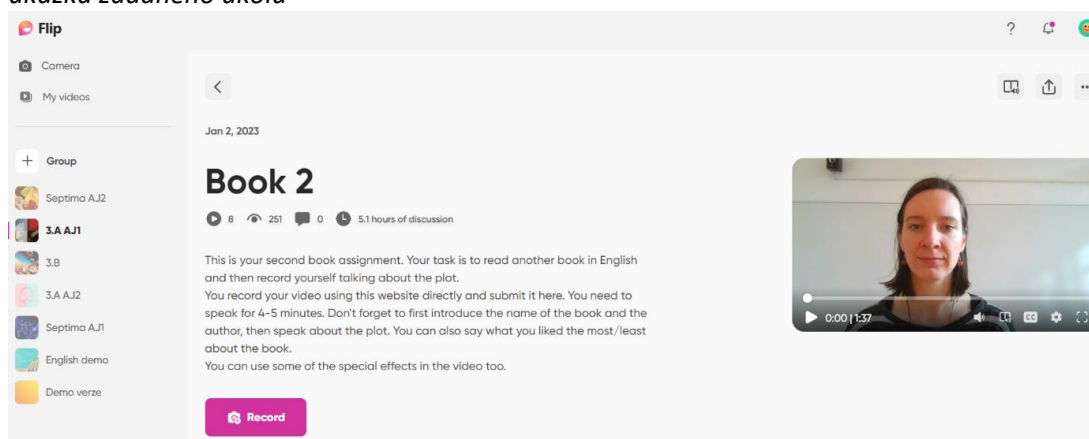 ukázka zadaného úkolu
Flip
?
Camera
My videos
Jan 2, 2023
Group
Book 2
Septima AJ2
8 251 0 5.1 hours of discussion
3.A AJ1
3.B
This is your second book assignment. Your task is to read another book in English
and then record yourself talking about the plot.
3.A AJ2
You record your video using this website directly and submit it here. You need to
speak for 4-5 minutes. Don't forget to first introduce the name of the book and the
0:00 | 1:37
CC
Septima AJ1
author, then speak about the plot. You can also say what you liked the most/least
about the book.
English demo
You can use some of the special effects in the video too.
Demo verze
Record